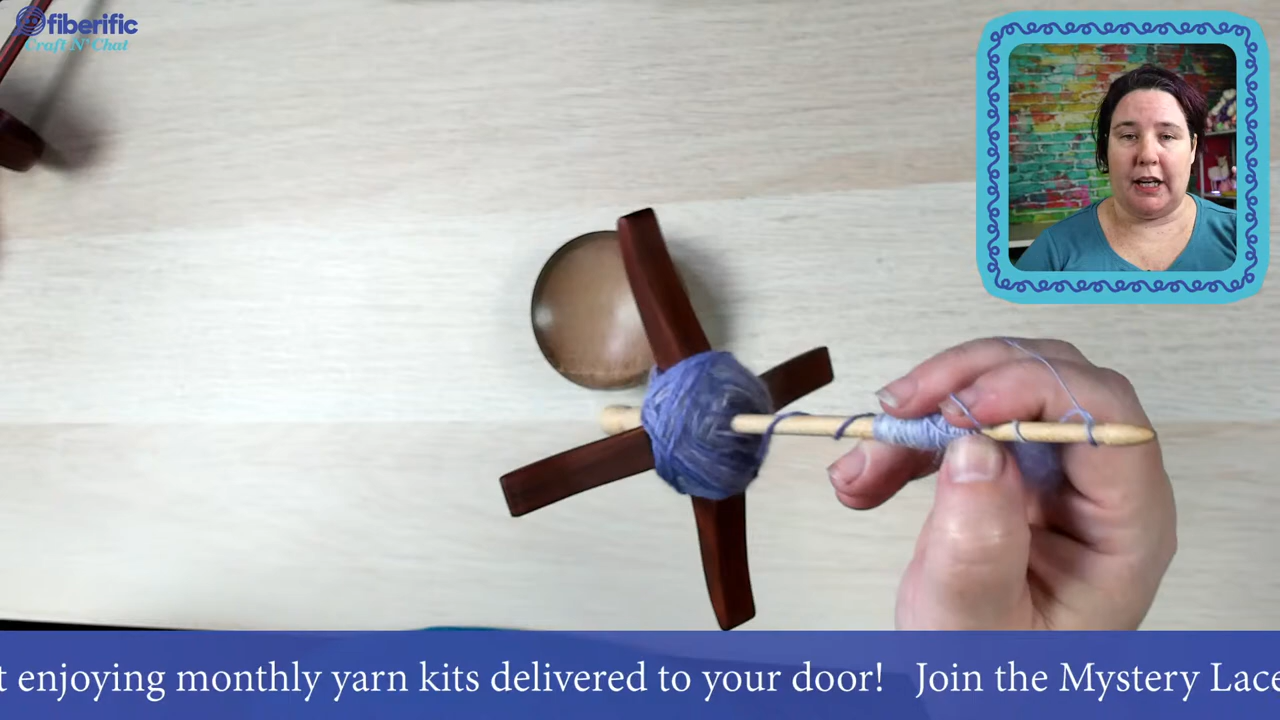 fiberific
Craft N' Chat
t enjoying monthly yarn kits delivered to your door! Join the Mystery Lace